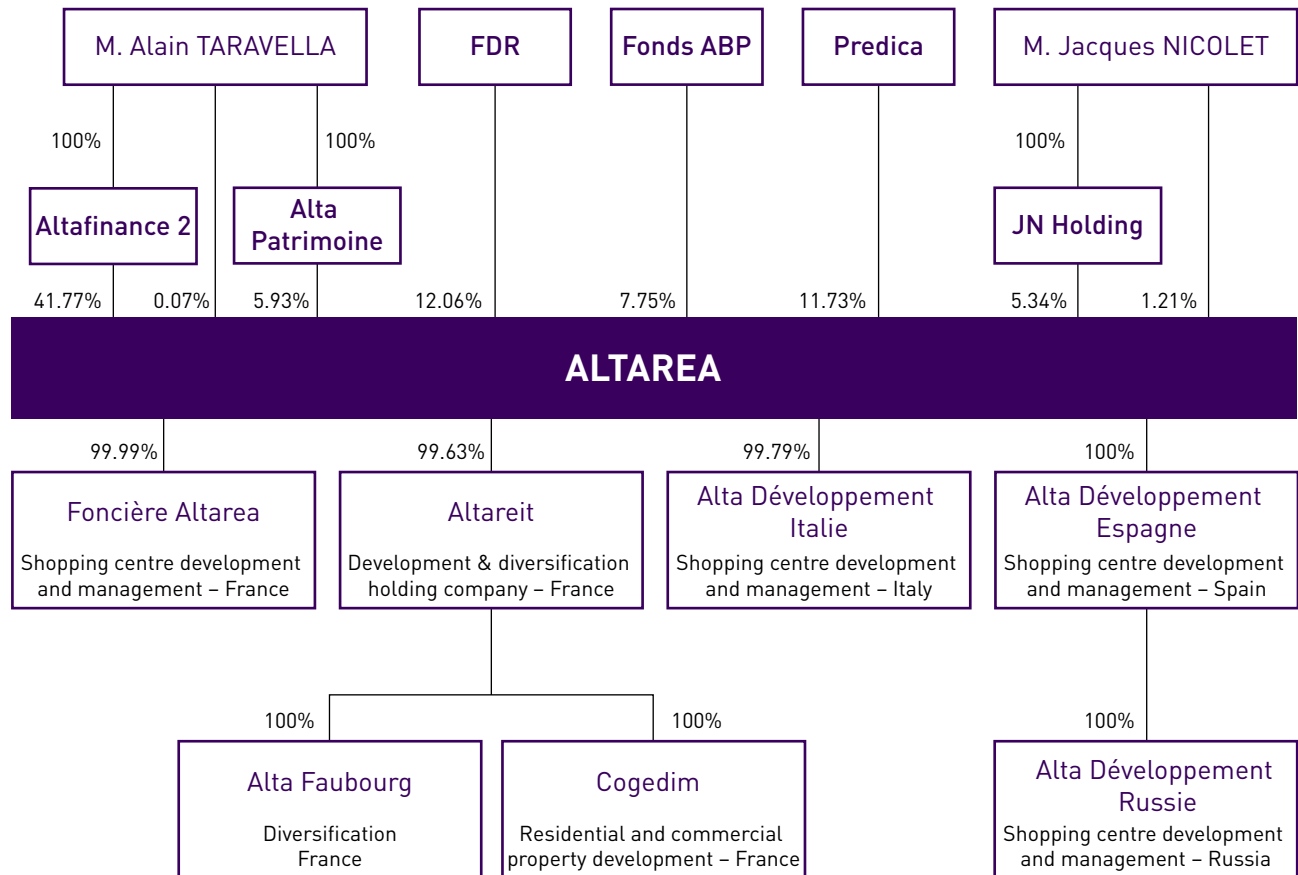 M. Alain TARAVELLA
FDR
Fonds ABP
Predica
M. Jacques NICOLET
100%
100%
100%
Altafinance 2
Alta
Patrimoine
JN Holding
41.77%
0.07%
5.93%
12.06%
7.75%
11.73%
5.34%
1.21%
ALTAREA
99.99%
99.63%
99.79%
100%
Foncière Altarea
Shopping centre development
and management – France
Altareit
Development & diversification
holding company – France
Alta Développement
Italie
Shopping centre development
and management – Italy
Alta Développement
Espagne
Shopping centre development
and management – Spain
100%
100%
100%
Alta Faubourg
Diversification
France
Cogedim
Residential and commercial
property development – France
Alta Développement
Russie
Shopping centre development
and management – Russia